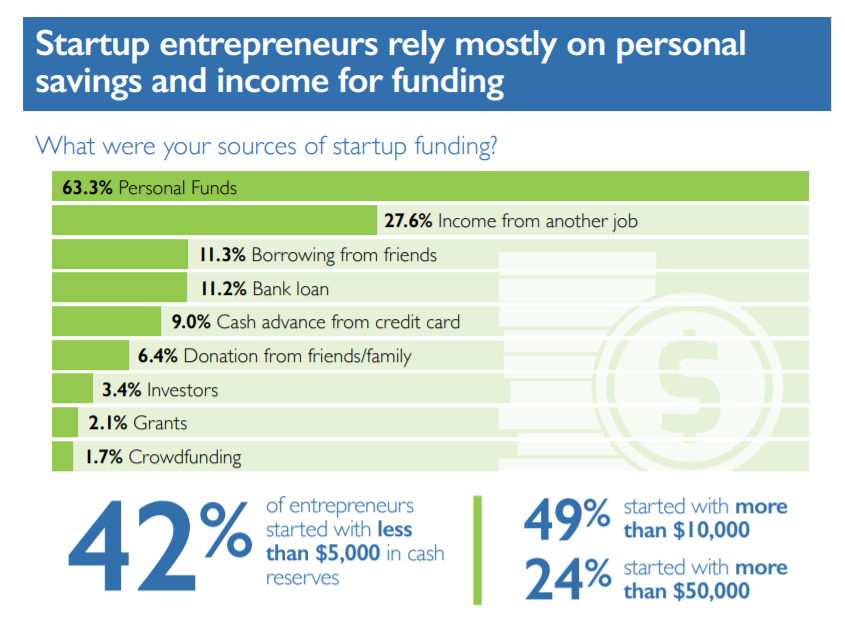 Startup entrepreneurs rely mostly on personal
savings and income for funding
What were your sources of startup funding?
63.3% Personal Funds
27.6% Income from another job
11.3% Borrowing from friends
11.2% Bank loan
9.0% Cash advance from credit card
6.4% Donation from friends/family
3.4% Investors
2.1% Grants
1.7% Crowdfunding
$
42%
of entrepreneurs
started with less
than $5,000 in cash
reserves
49%
started with more
than $10,000
24%
started with more
than $50,000